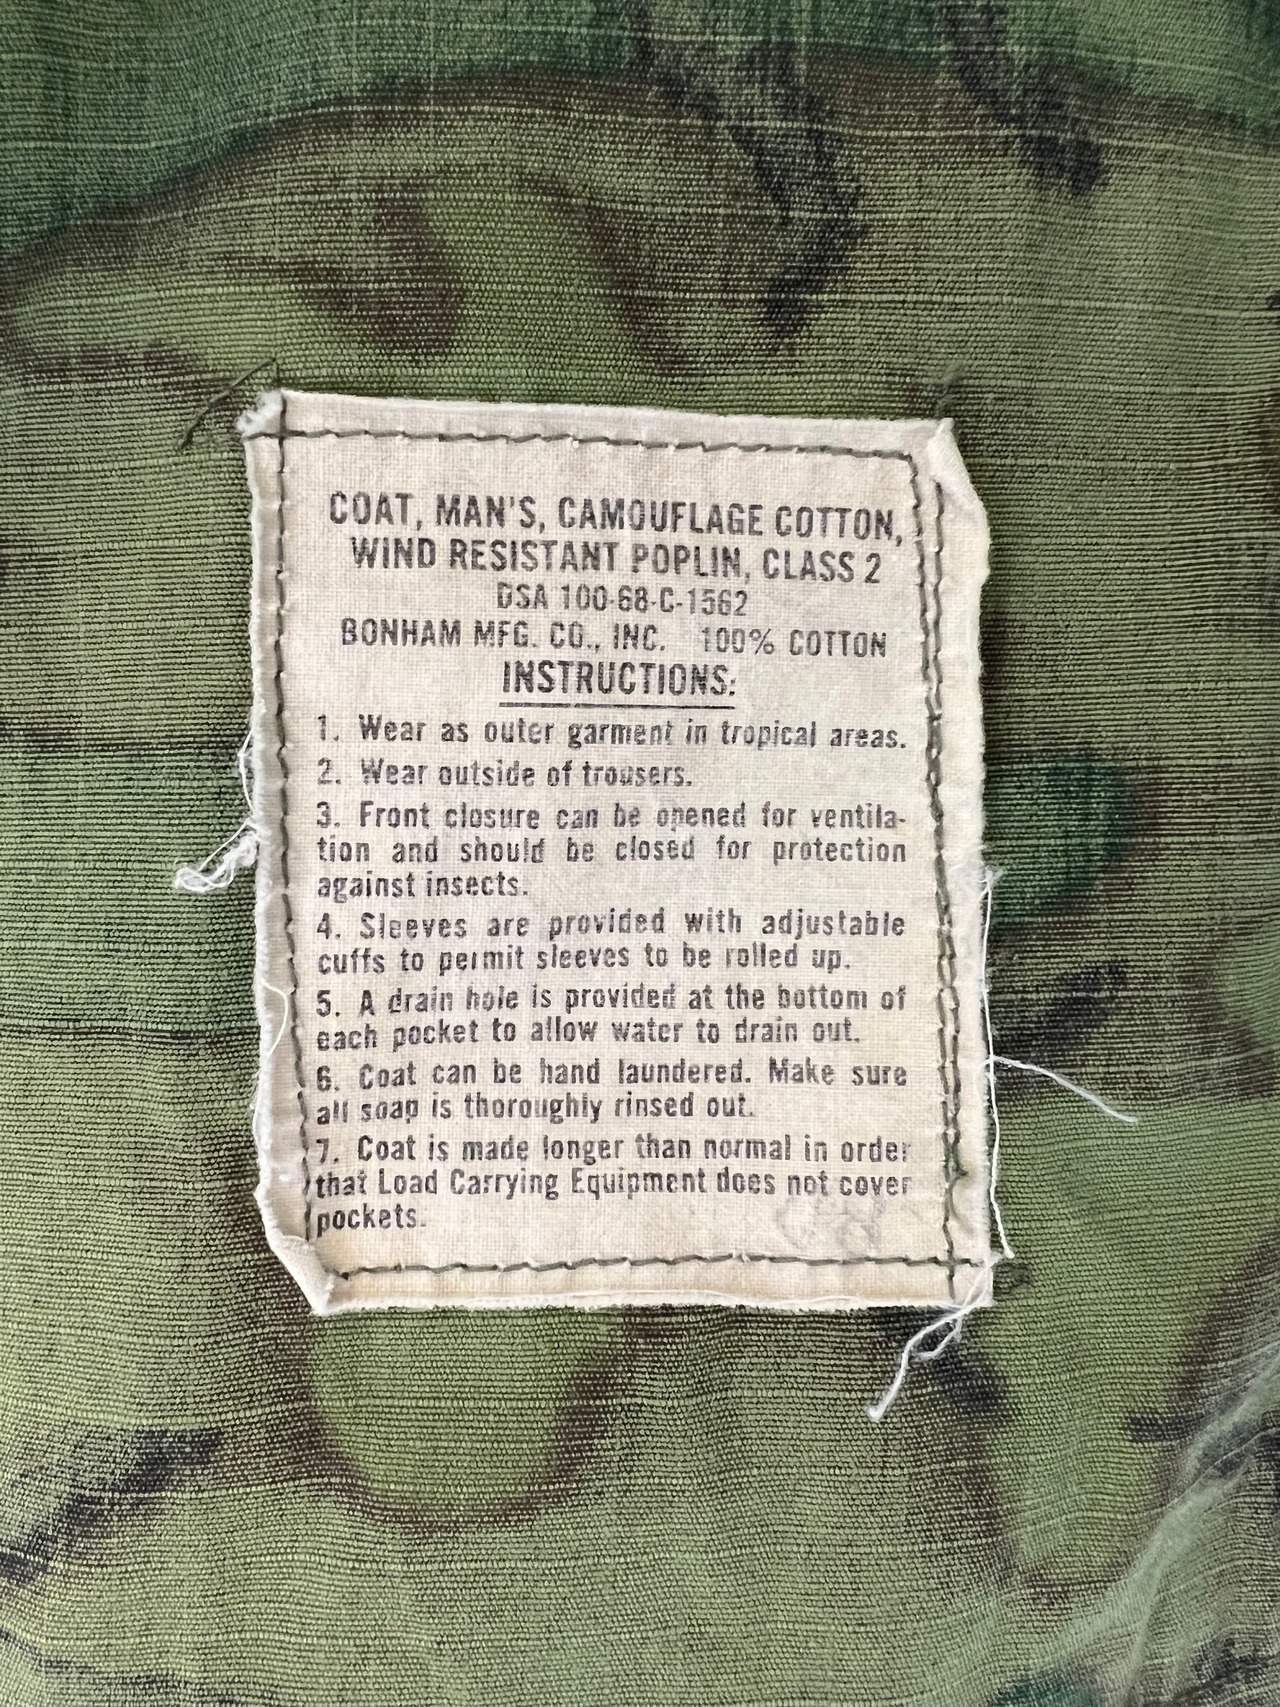 COAT, MAN'S, CAMOUFLAGE COTTON,
WIND RESISTANT POPLIN, CLASS 2
DSA 100-68-C-1562
BONHAM MFG. CO., INC. 100% COTTON
INSTRUCTIONS:
1. Wear as outer garment in tropical areas.
2. Wear outside of trousers.
3. Front closure can be opened for ventila-
tion and should be closed for protection
against insects.
4. Sleeves are provided with adjustable
cuffs to permit sleeves to be rolled up.
5. A drain hole is provided at the bottom of
each pocket to allow water to drain out.
6. Coat can be hand laundered. Make sure
all soap is thoroughly rinsed out.
7. Coat is made longer than normal in order
that Load Carrying Equipment does not cover
pockets.